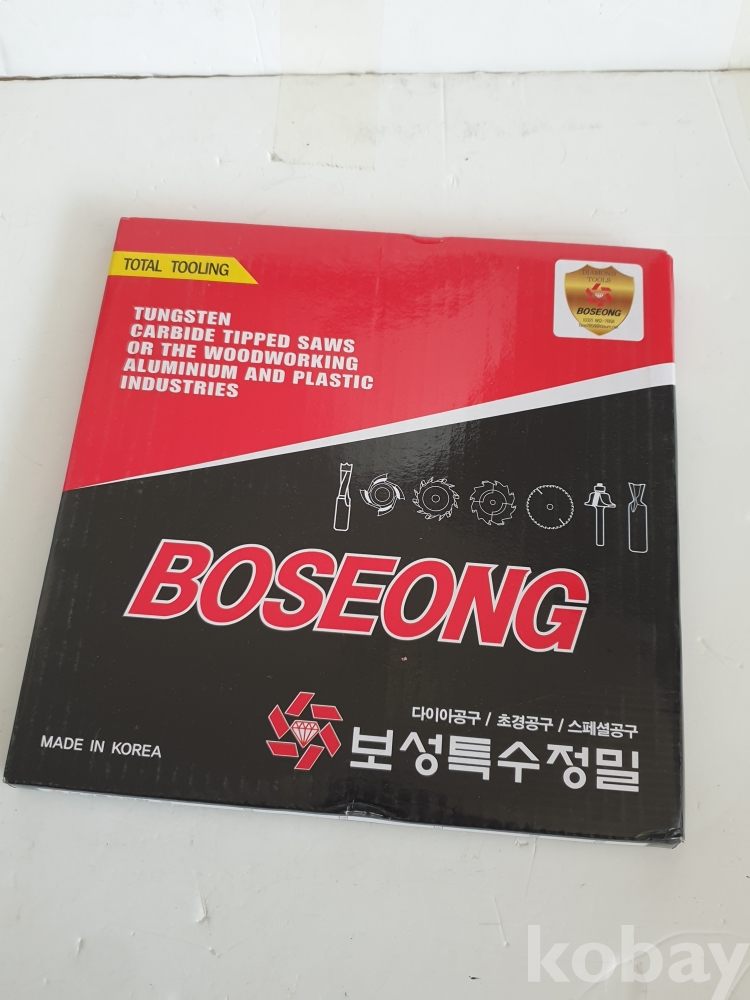 TOTAL TOOLING
TUNGSTEN
CARBIDE TIPPED SAWS
OR THE WOODWORKING
ALUMINIUM AND PLASTIC
INDUSTRIES
DIAMOND
TOOLS
BOSEONG
BOSEONG
MADE IN KOREA
다이아공구 / 초경공구 / 스페셜공구
보성특수정밀
kobay